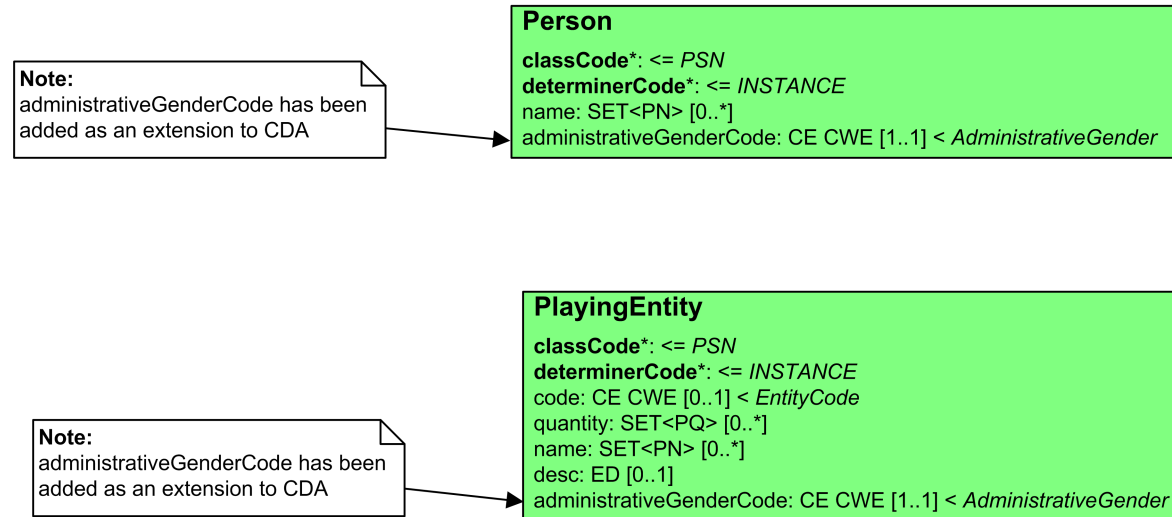 Person
classCode*: <= PSN
determinerCode*: <= INSTANCE
name: SET<PN> [0..*]
administrativeGenderCode: CE CWE [1..1] < AdministrativeGender
Note:
administrativeGenderCode has been
added as an extension to CDA
PlayingEntity
classCode*: <= PSN
determinerCode*: <= INSTANCE
code: CE CWE [0..1] < EntityCode
quantity: SET<PQ> [0..*]
name: SET<PN> [0..*]
desc: ED [0..1]
administrativeGenderCode: CE CWE [1..1] < AdministrativeGender
Note:
administrativeGenderCode has been
added as an extension to CDA